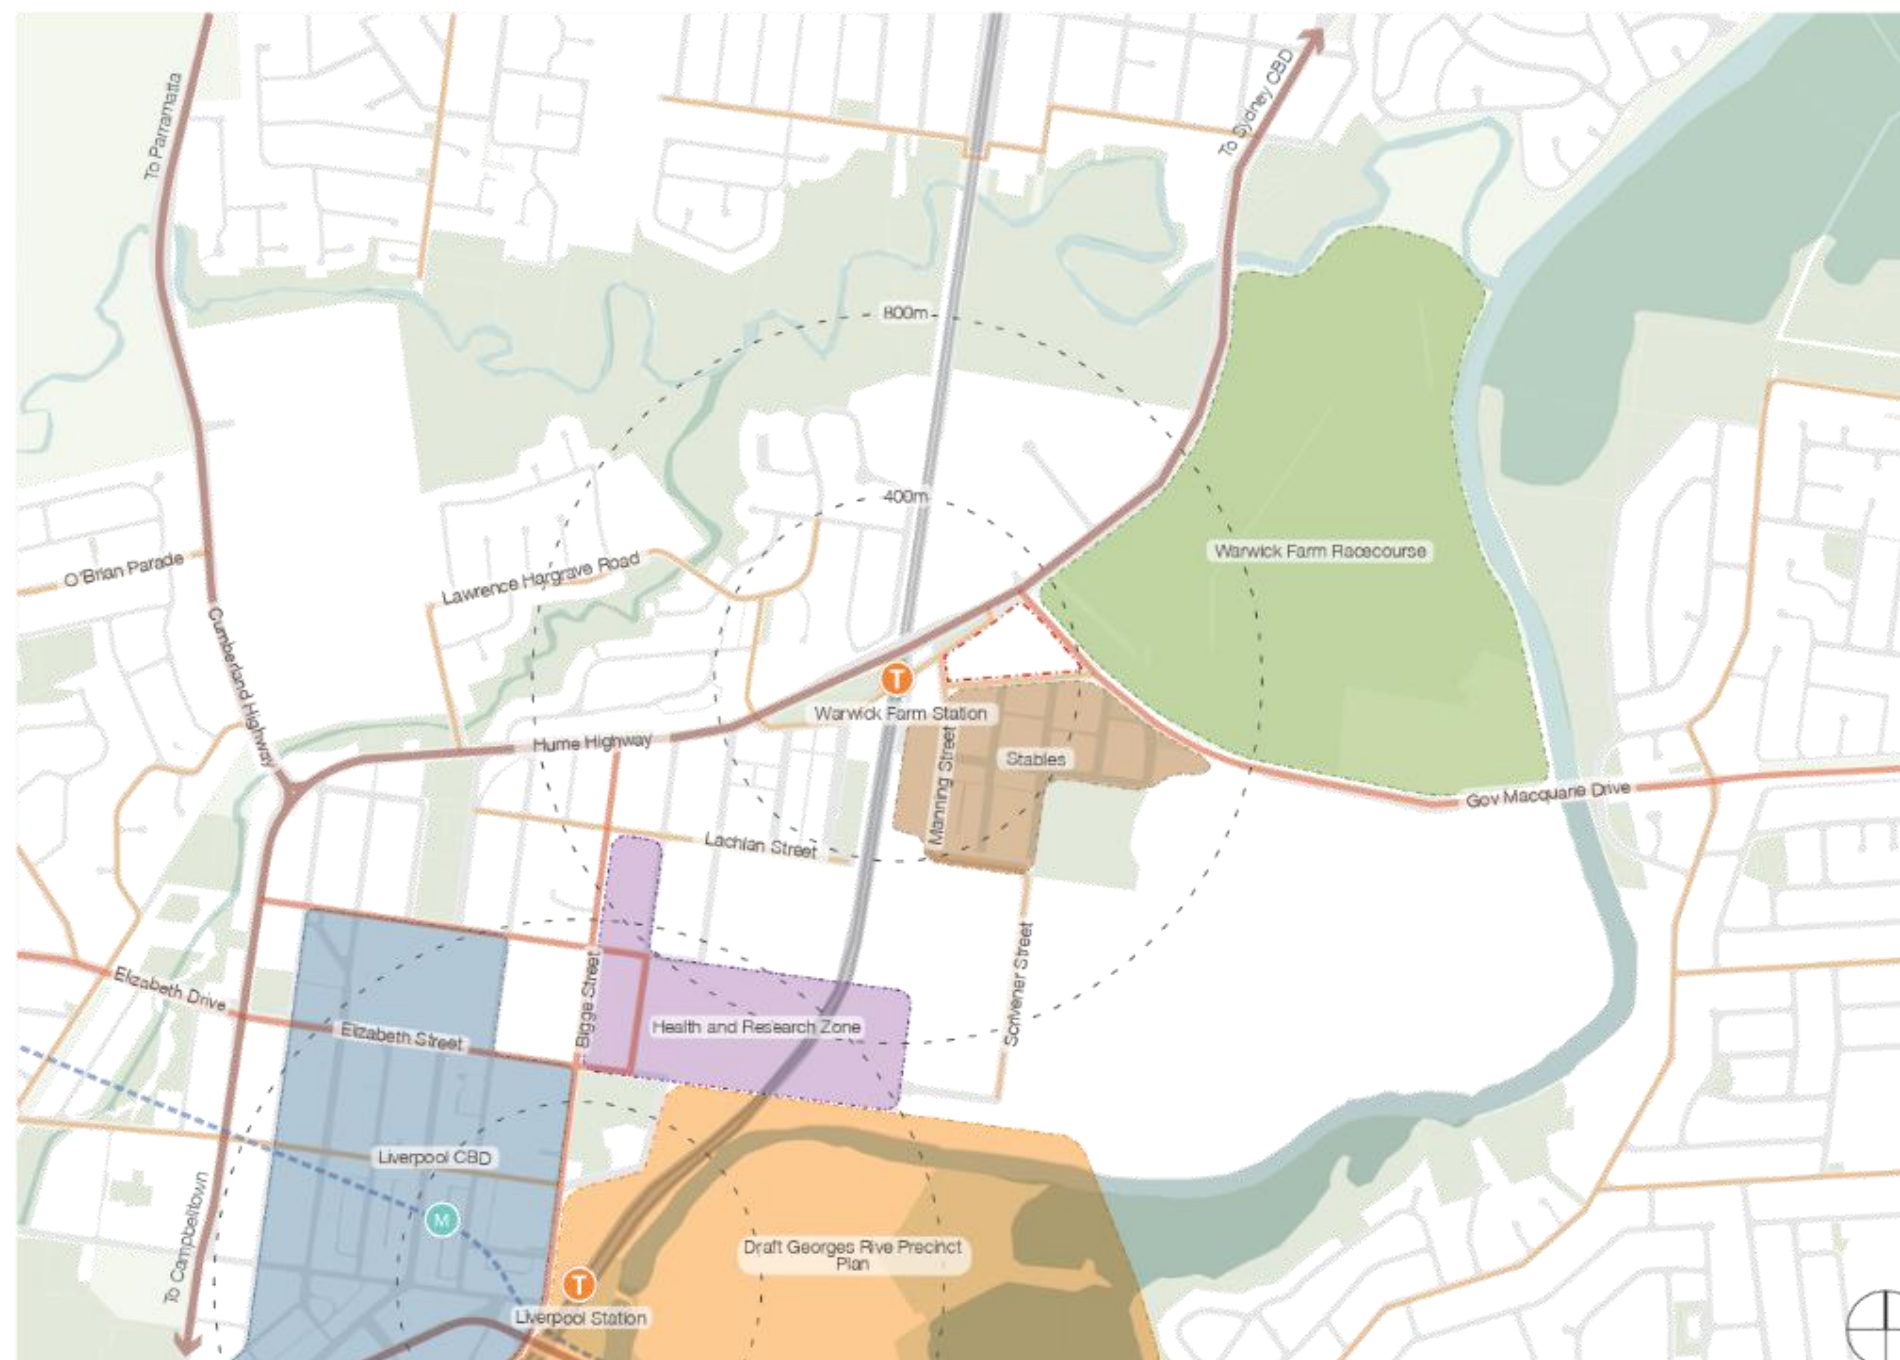 To Parramatta
To Sydney CBD
800m
400m
Warwick Farm Racecourse
O'Brian Parade
Lawrence Hargrave Road
Cumberland Highway
T
Warwick Farm Station
Hume Highway
Manning Street
Stables
Gov Macquarie Drive
Lachlan Street
Elizabeth Drive
Elizabeth Street
Bigge Street
Health and Research Zone
Scrivener Street
Liverpool CBD
M
To Campbelltown
Draft Georges Rive Precinct
Plan
T
Liverpool Station